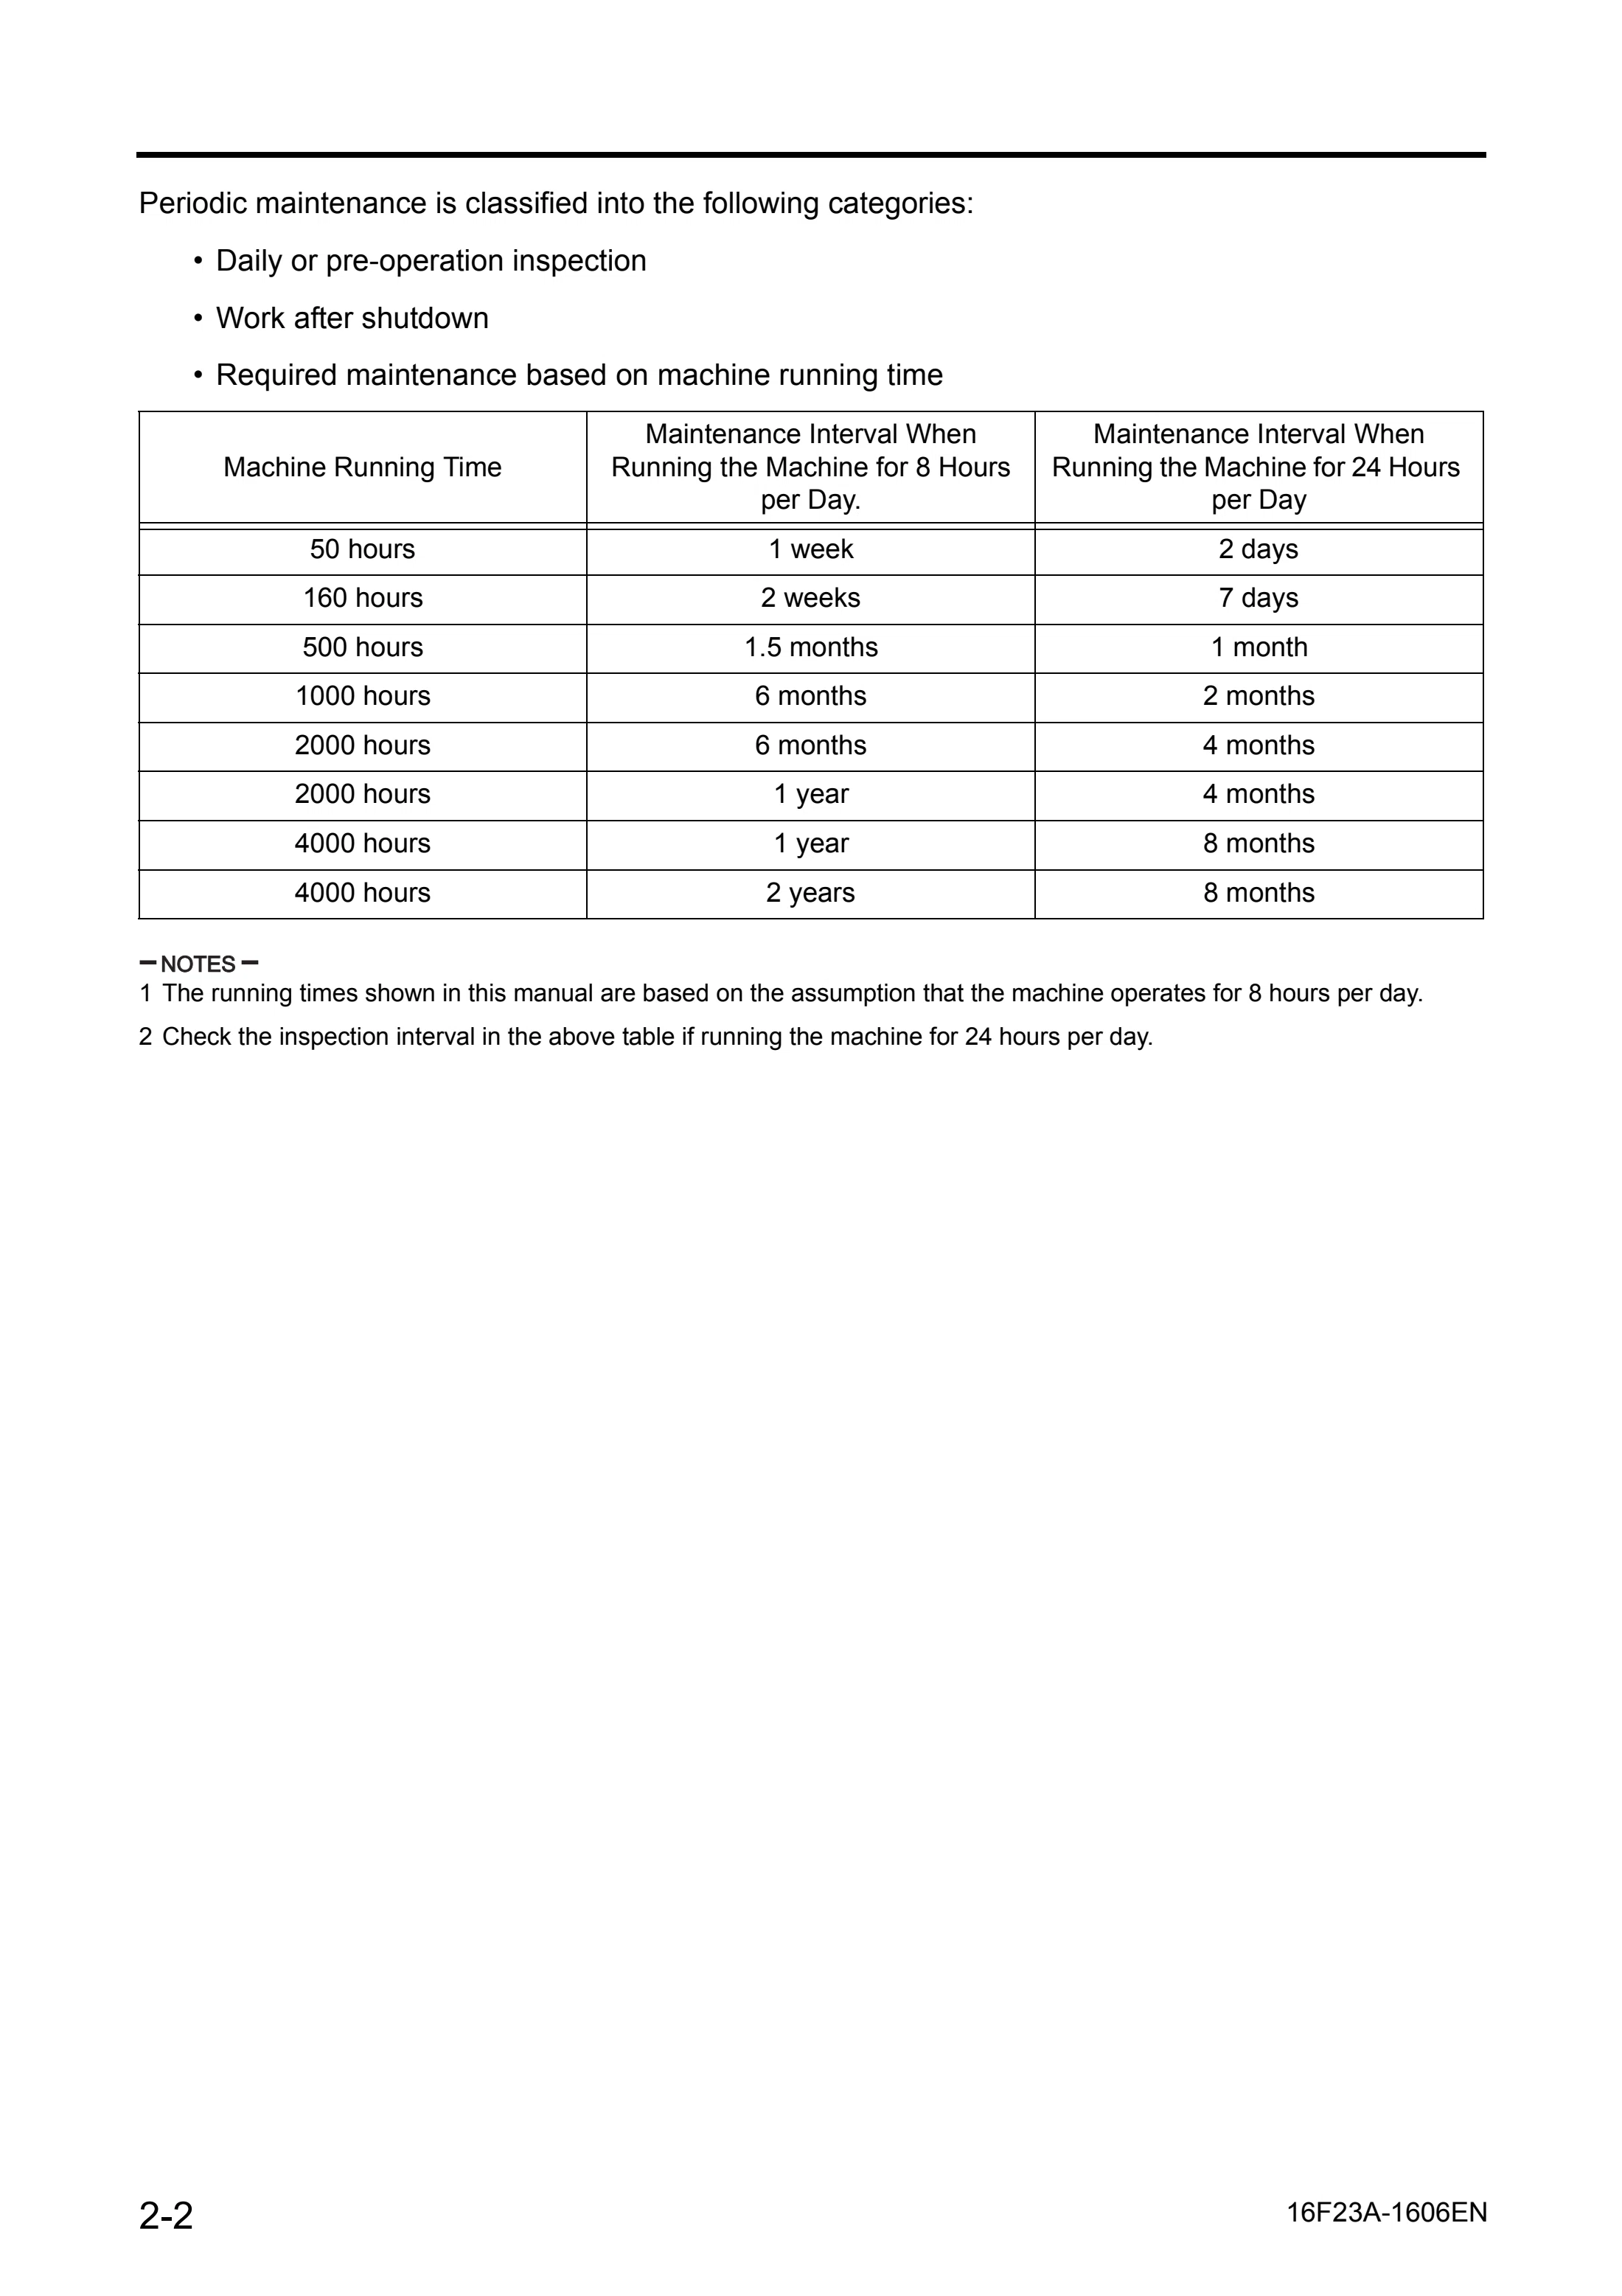 Periodic maintenance is classified into the following categories:
• Daily or pre-operation inspection
• Work after shutdown
• Required maintenance based on machine running time
Machine Running Time
Maintenance Interval When
Running the Machine for 8 Hours
per Day.
Maintenance Interval When
Running the Machine for 24 Hours
per Day
50 hours 1 week 2 days
160 hours 2 weeks 7 days
500 hours 1.5 months 1 month
1000 hours 6 months 2 months
2000 hours 6 months 4 months
2000 hours 1 year 4 months
4000 hours 1 year 8 months
4000 hours 2 years 8 months
NOTES
1 The running times shown in this manual are based on the assumption that the machine operates for 8 hours per day.
2 Check the inspection interval in the above table if running the machine for 24 hours per day.
2-2 16F23A-1606EN